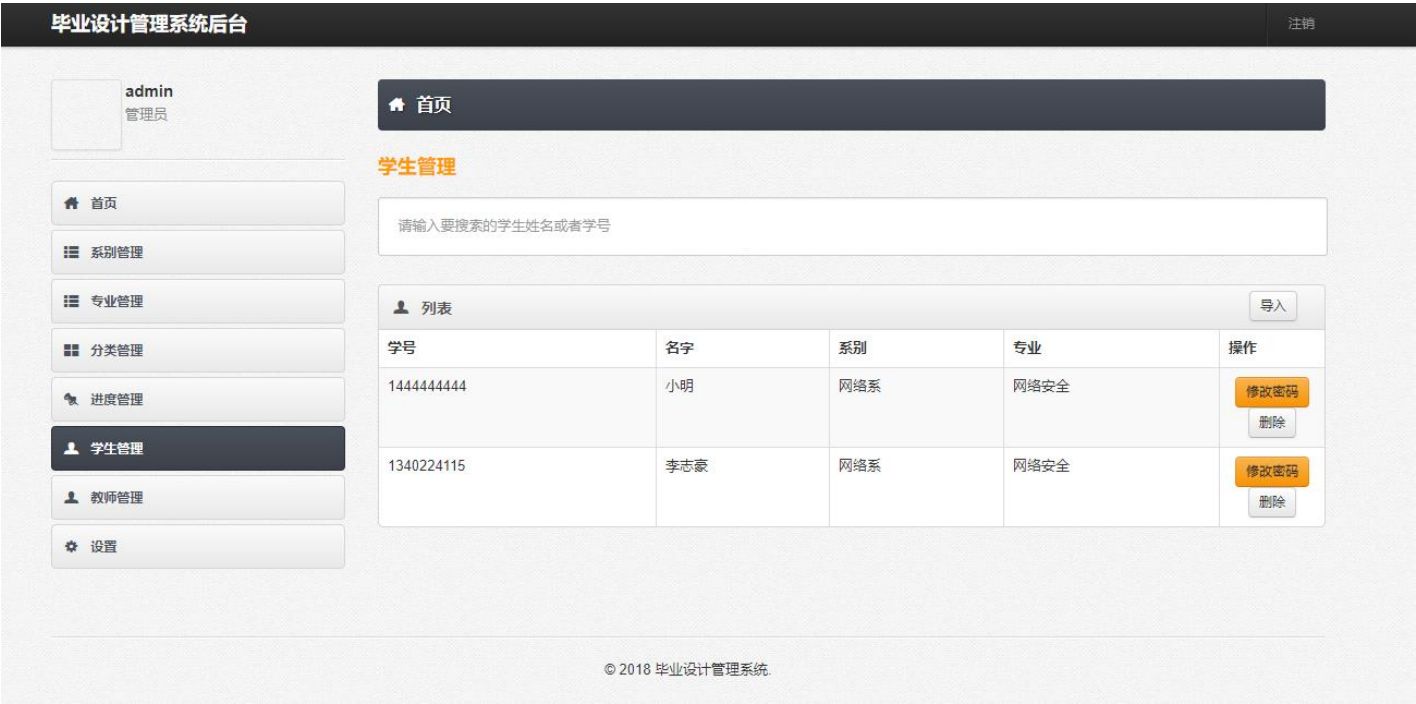 毕业设计管理系统后台
注销
admin
管理员
首页
系别管理
专业管理
分类管理
进度管理
学生管理
教师管理
设置
首页
学生管理
请输入要搜索的学生姓名或者学号
列表 导入
学号 名字 系别 专业 操作
1444444444 小明 网络系 网络安全 修改密码
删除
1340224115 李志豪 网络系 网络安全 修改密码
删除
© 2018 毕业设计管理系统.